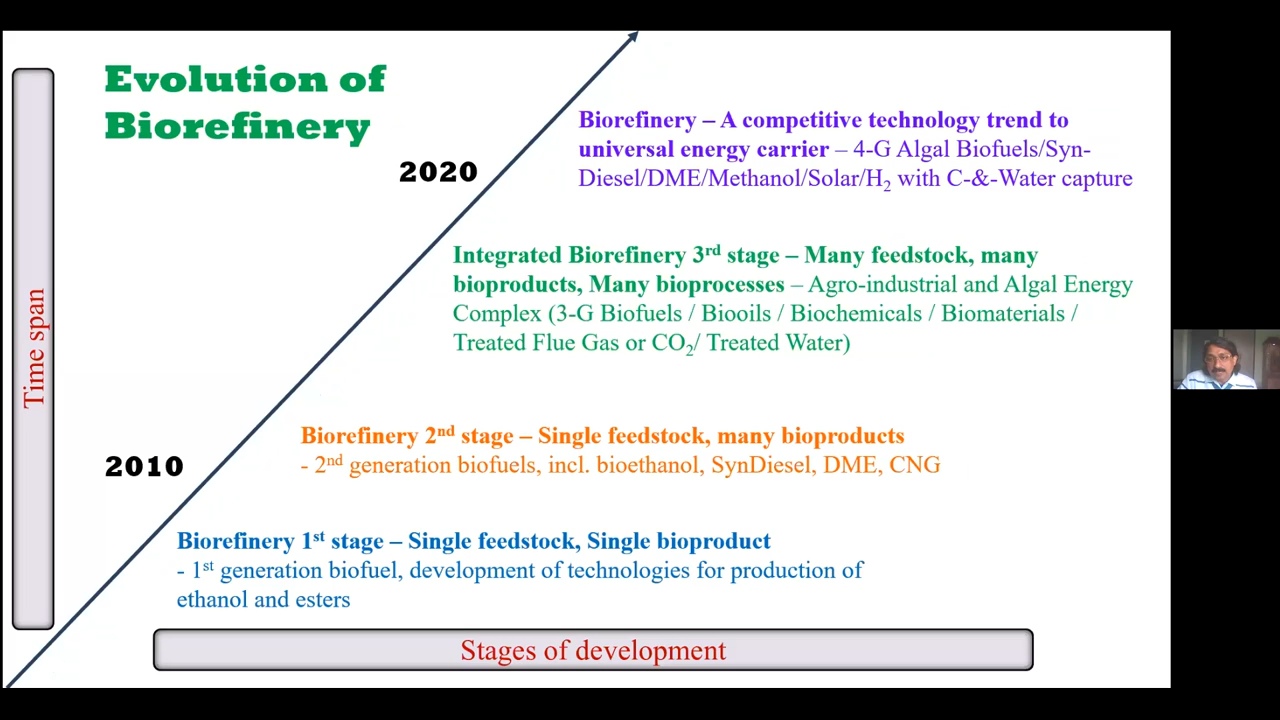 Evolution of
Biorefinery
2020
Biorefinery – A competitive technology trend to
universal energy carrier – 4-G Algal Biofuels/Syn-
Diesel/DME/Methanol/Solar/H₂ with C-&-Water capture
Integrated Biorefinery 3rd stage – Many feedstock, many
bioproducts, Many bioprocesses – Agro-industrial and Algal Energy
Complex (3-G Biofuels / Biooils / Biochemicals / Biomaterials /
Treated Flue Gas or CO₂/ Treated Water)
Time span
2010
Biorefinery 2nd stage – Single feedstock, many bioproducts
- 2nd generation biofuels, incl. bioethanol, SynDiesel, DME, CNG
Biorefinery 1st stage – Single feedstock, Single bioproduct
- 1st generation biofuel, development of technologies for production of
ethanol and esters
Stages of development